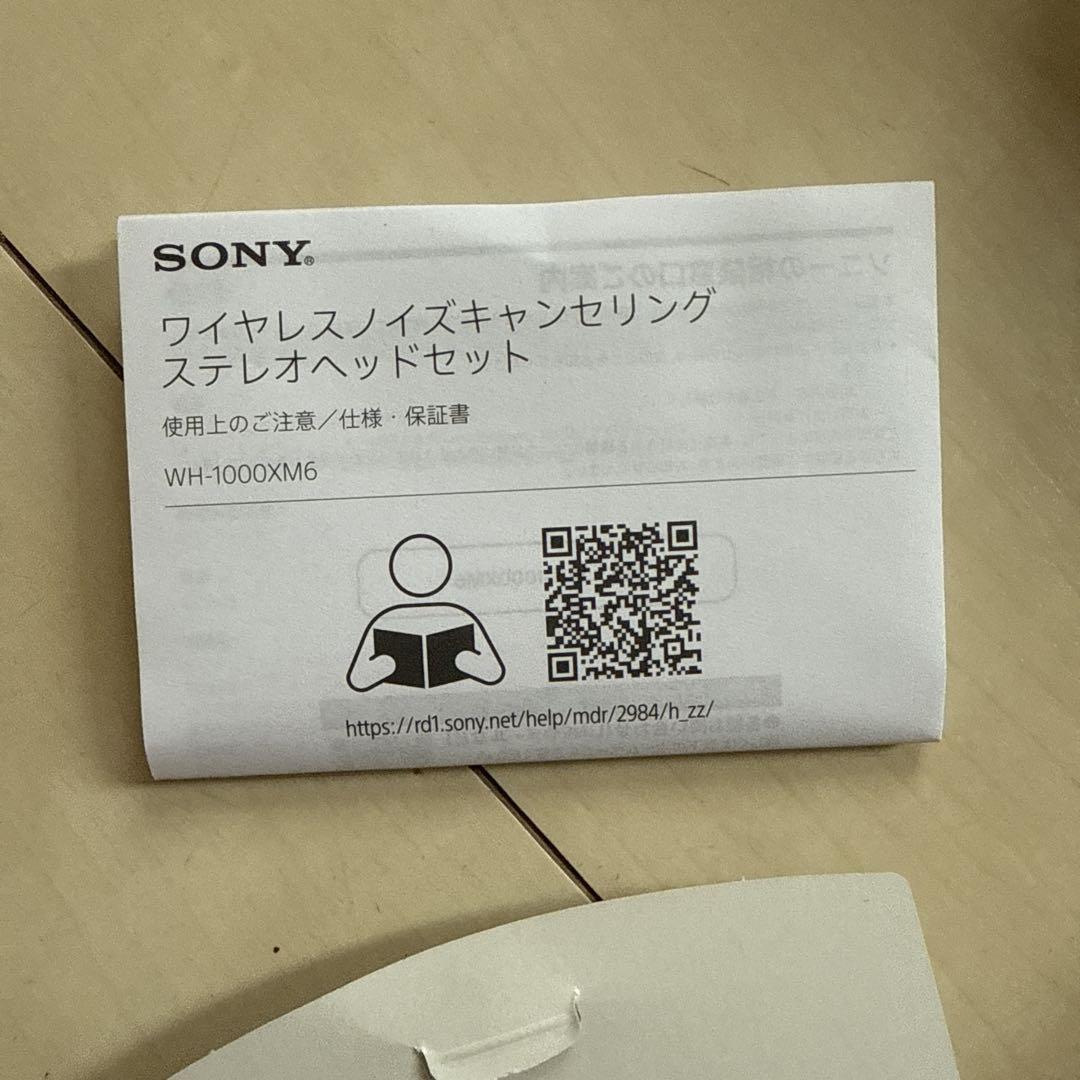 SONY®
ワイヤレスノイズキャンセリング
ステレオヘッドセット
使用上のご注意／仕様・保証書
WH-1000XM6
https://rd1.sony.net/help/mdr/2984/h_zz/